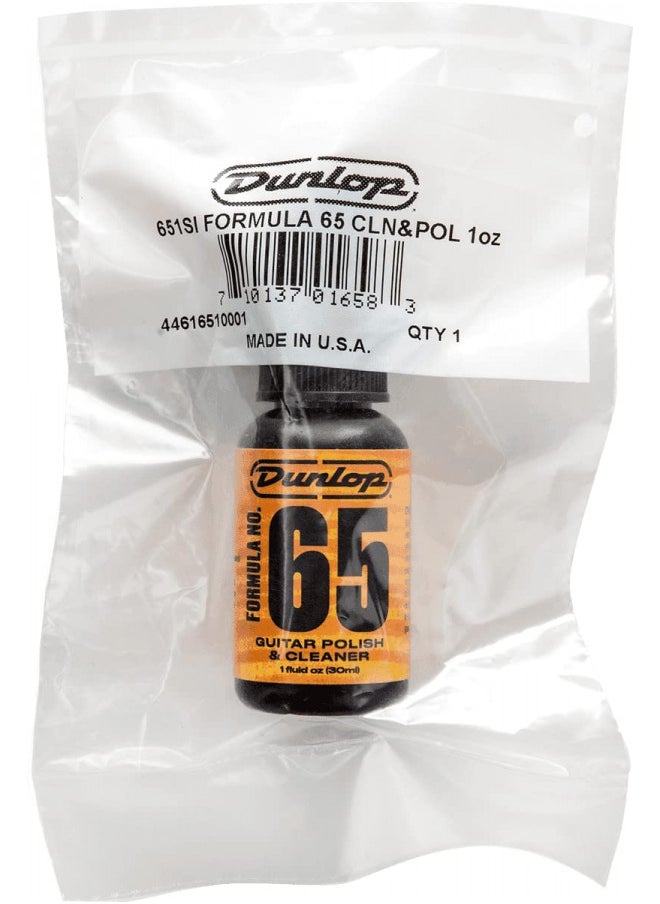 Dunlop
651SI FORMULA 65 CLN&POL 1oz
7 10137 01658 3
44616510001
QTY 1
MADE IN U.S.A.
Dunlop
FORMULA NO.
65
GUITAR POLISH
& CLEANER
1 fluid oz (30ml)